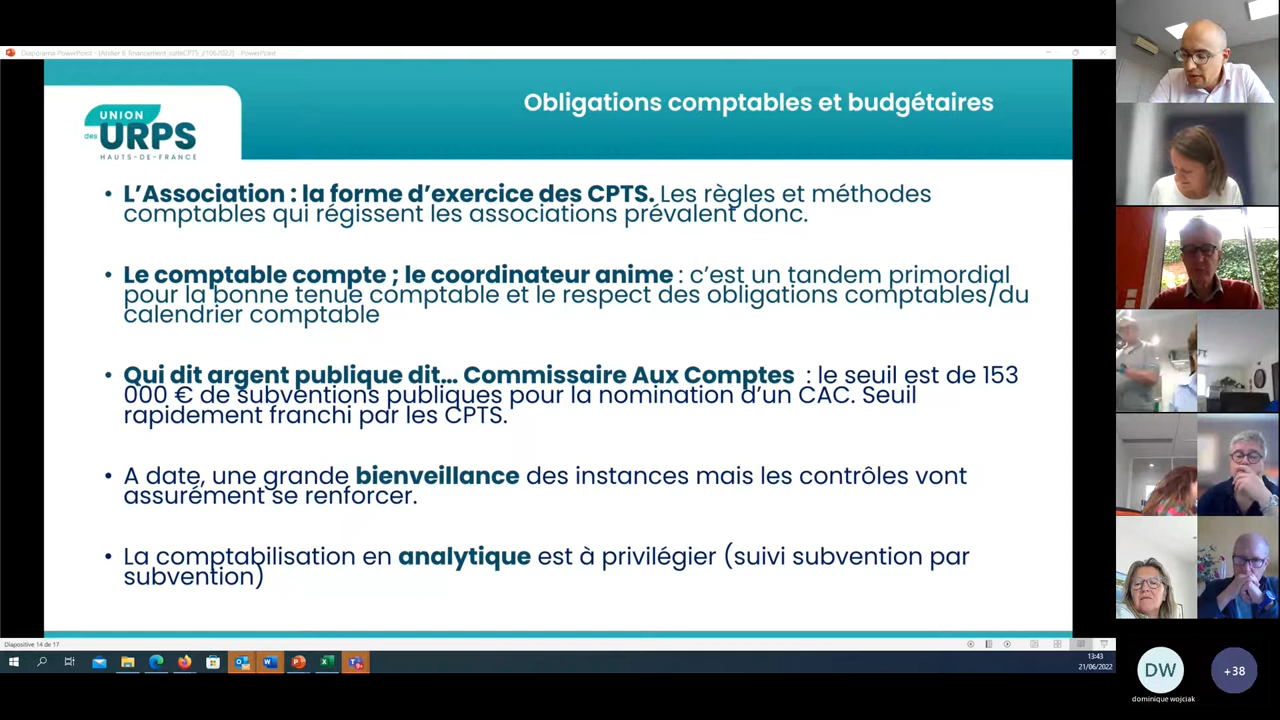 Diaporama PowerPoint - [Atelier 6_financement_salleCPTS_21062022] - PowerPoint
UNION
des URPS
HAUTS-DE-FRANCE
Obligations comptables et budgétaires
• L’Association : la forme d’exercice des CPTS. Les règles et méthodes
comptables qui régissent les associations prévalent donc.
• Le comptable compte ; le coordinateur anime : c’est un tandem primordial
pour la bonne tenue comptable et le respect des obligations comptables/du
calendrier comptable
• Qui dit argent publique dit... Commissaire Aux Comptes : le seuil est de 153
000 € de subventions publiques pour la nomination d’un CAC. Seuil
rapidement franchi par les CPTS.
• A date, une grande bienveillance des instances mais les contrôles vont
assurément se renforcer.
• La comptabilisation en analytique est à privilégier (suivi subvention par
subvention)
Diapositive 14 de 17
13:43
21/06/2022
DW
+38
dominique wojciak